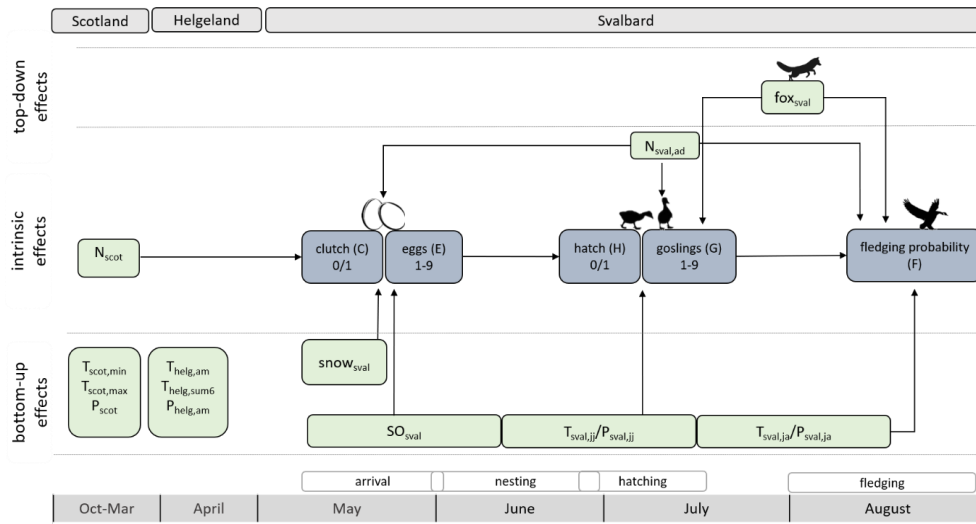 Scotland
Helgeland
Svalbard
top-down
effects
fox_sval
N_sval,ad
intrinsic
effects
N_scot
clutch (C)
0/1
eggs (E)
1-9
hatch (H)
0/1
goslings (G)
1-9
fledging probability
(F)
bottom-up
effects
T_scot,min
T_scot,max
P_scot
T_helg,am
T_helg,sum6
P_helg,am
snow_sval
SO_sval
T_sval,jj/P_sval,jj
T_sval,ja/P_sval,ja
arrival
nesting
hatching
fledging
Oct-Mar
April
May
June
July
August